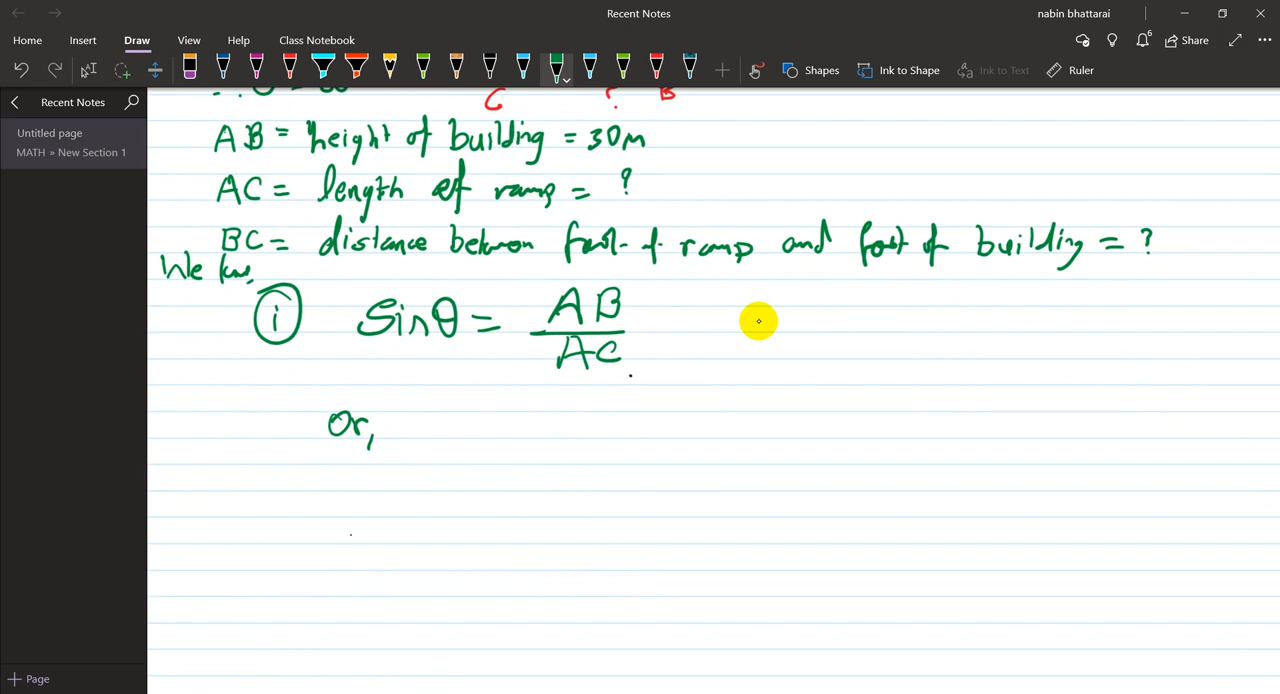 Recent Notes
nabin bhattarai
Home Insert Draw View Help Class Notebook
6 Share
Shapes Ink to Shape Ink to Text Ruler
Recent Notes
Untitled page
MATH » New Section 1
C ? B
AB = height of building = 30m
AC = length of ramp = ?
BC = distance between foot of ramp and foot of building = ?
We know,
i Sinθ = AB / AC
Or,
Page